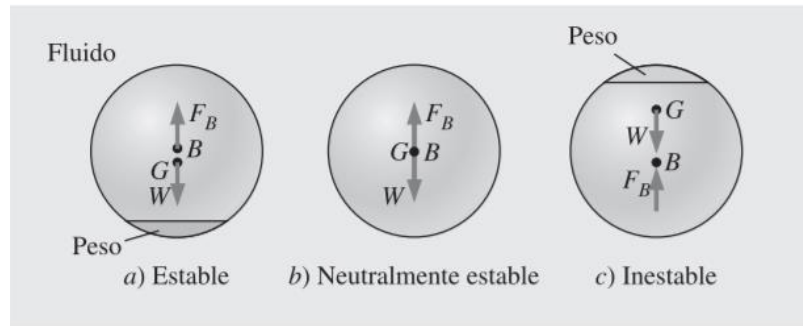 Fluido
F_B
B
G
W
Peso
a) Estable
F_B
G B
W
b) Neutralmente estable
Peso
G
W
B
F_B
c) Inestable